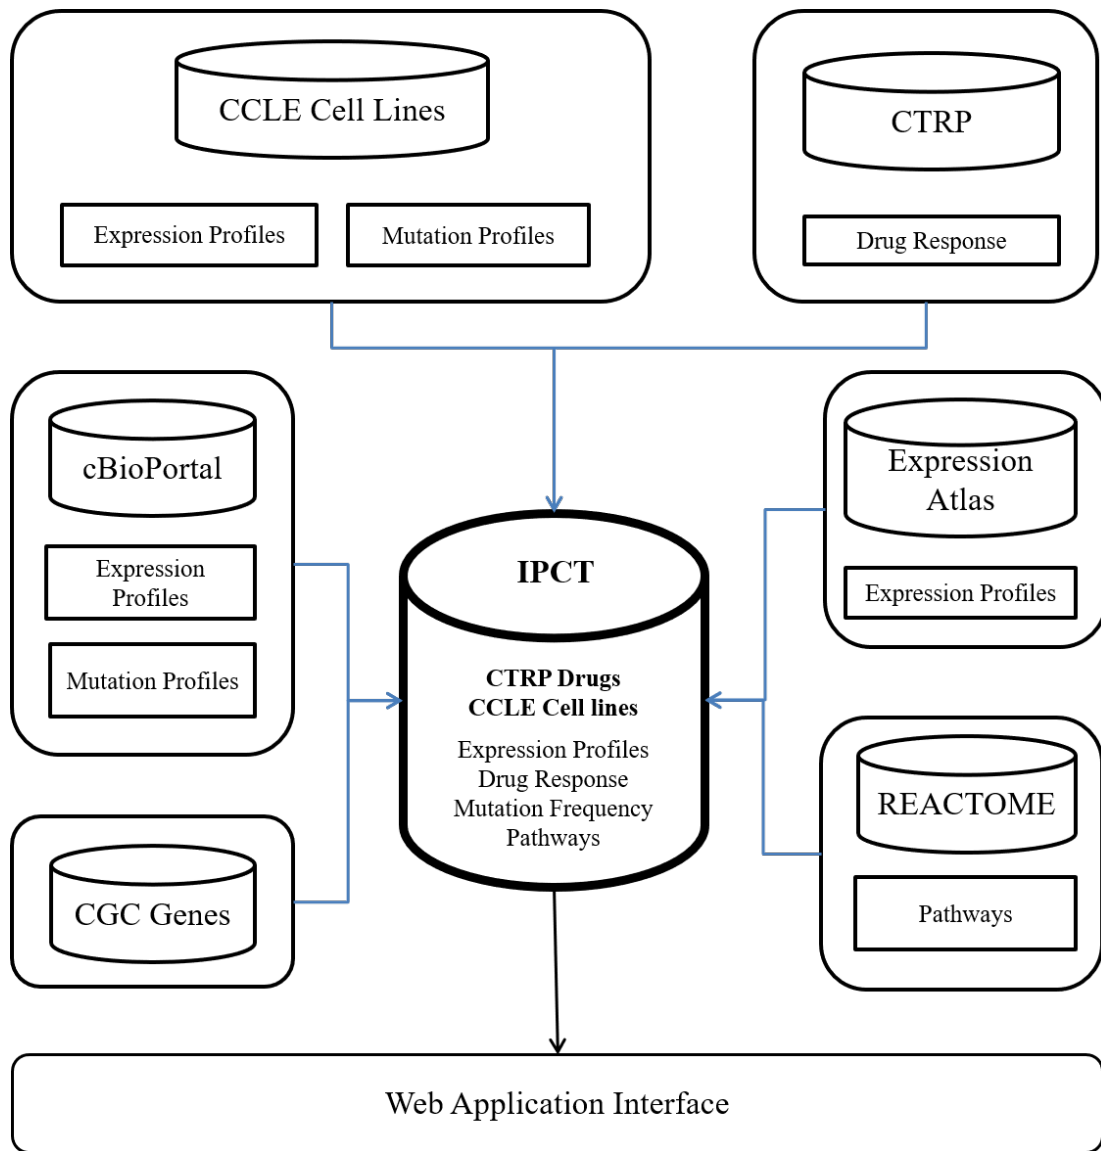 CCLE Cell Lines
Expression Profiles
Mutation Profiles
CTRP
Drug Response
cBioPortal
Expression
Profiles
Mutation Profiles
CGC Genes
IPCT
CTRP Drugs
CCLE Cell lines
Expression Profiles
Drug Response
Mutation Frequency
Pathways
Expression
Atlas
Expression Profiles
REACTOME
Pathways
Web Application Interface